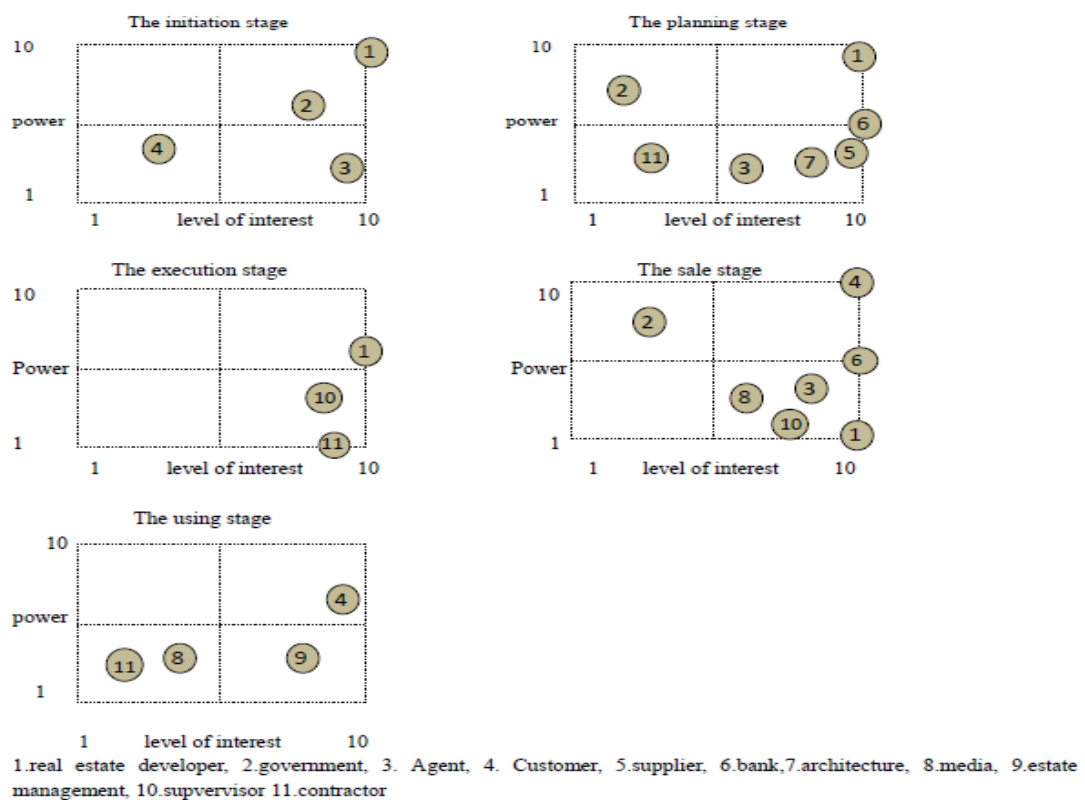 The initiation stage
10
1
2
power
4
3
1
1 level of interest 10
The planning stage
10
1
2
power
6
5
11
7
3
1
1 level of interest 10
The execution stage
10
1
Power
10
11
1
1 level of interest 10
The sale stage
4
10
2
Power
6
3
8
10
1
1
1 level of interest 10
The using stage
10
4
power
11
8
9
1
1 level of interest 10
1.real estate developer, 2.government, 3. Agent, 4. Customer, 5.supplier, 6.bank,7.architecture, 8.media, 9.estate
management, 10.supvervisor 11.contractor